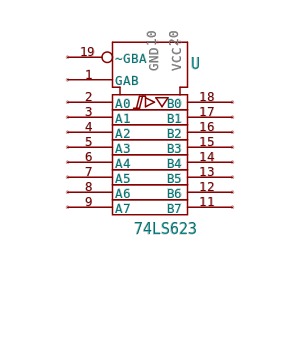 GND 10
VCC 20
U
19 ~GBA
1 GAB
2 A0 B0 18
3 A1 B1 17
4 A2 B2 16
5 A3 B3 15
6 A4 B4 14
7 A5 B5 13
8 A6 B6 12
9 A7 B7 11
74LS623